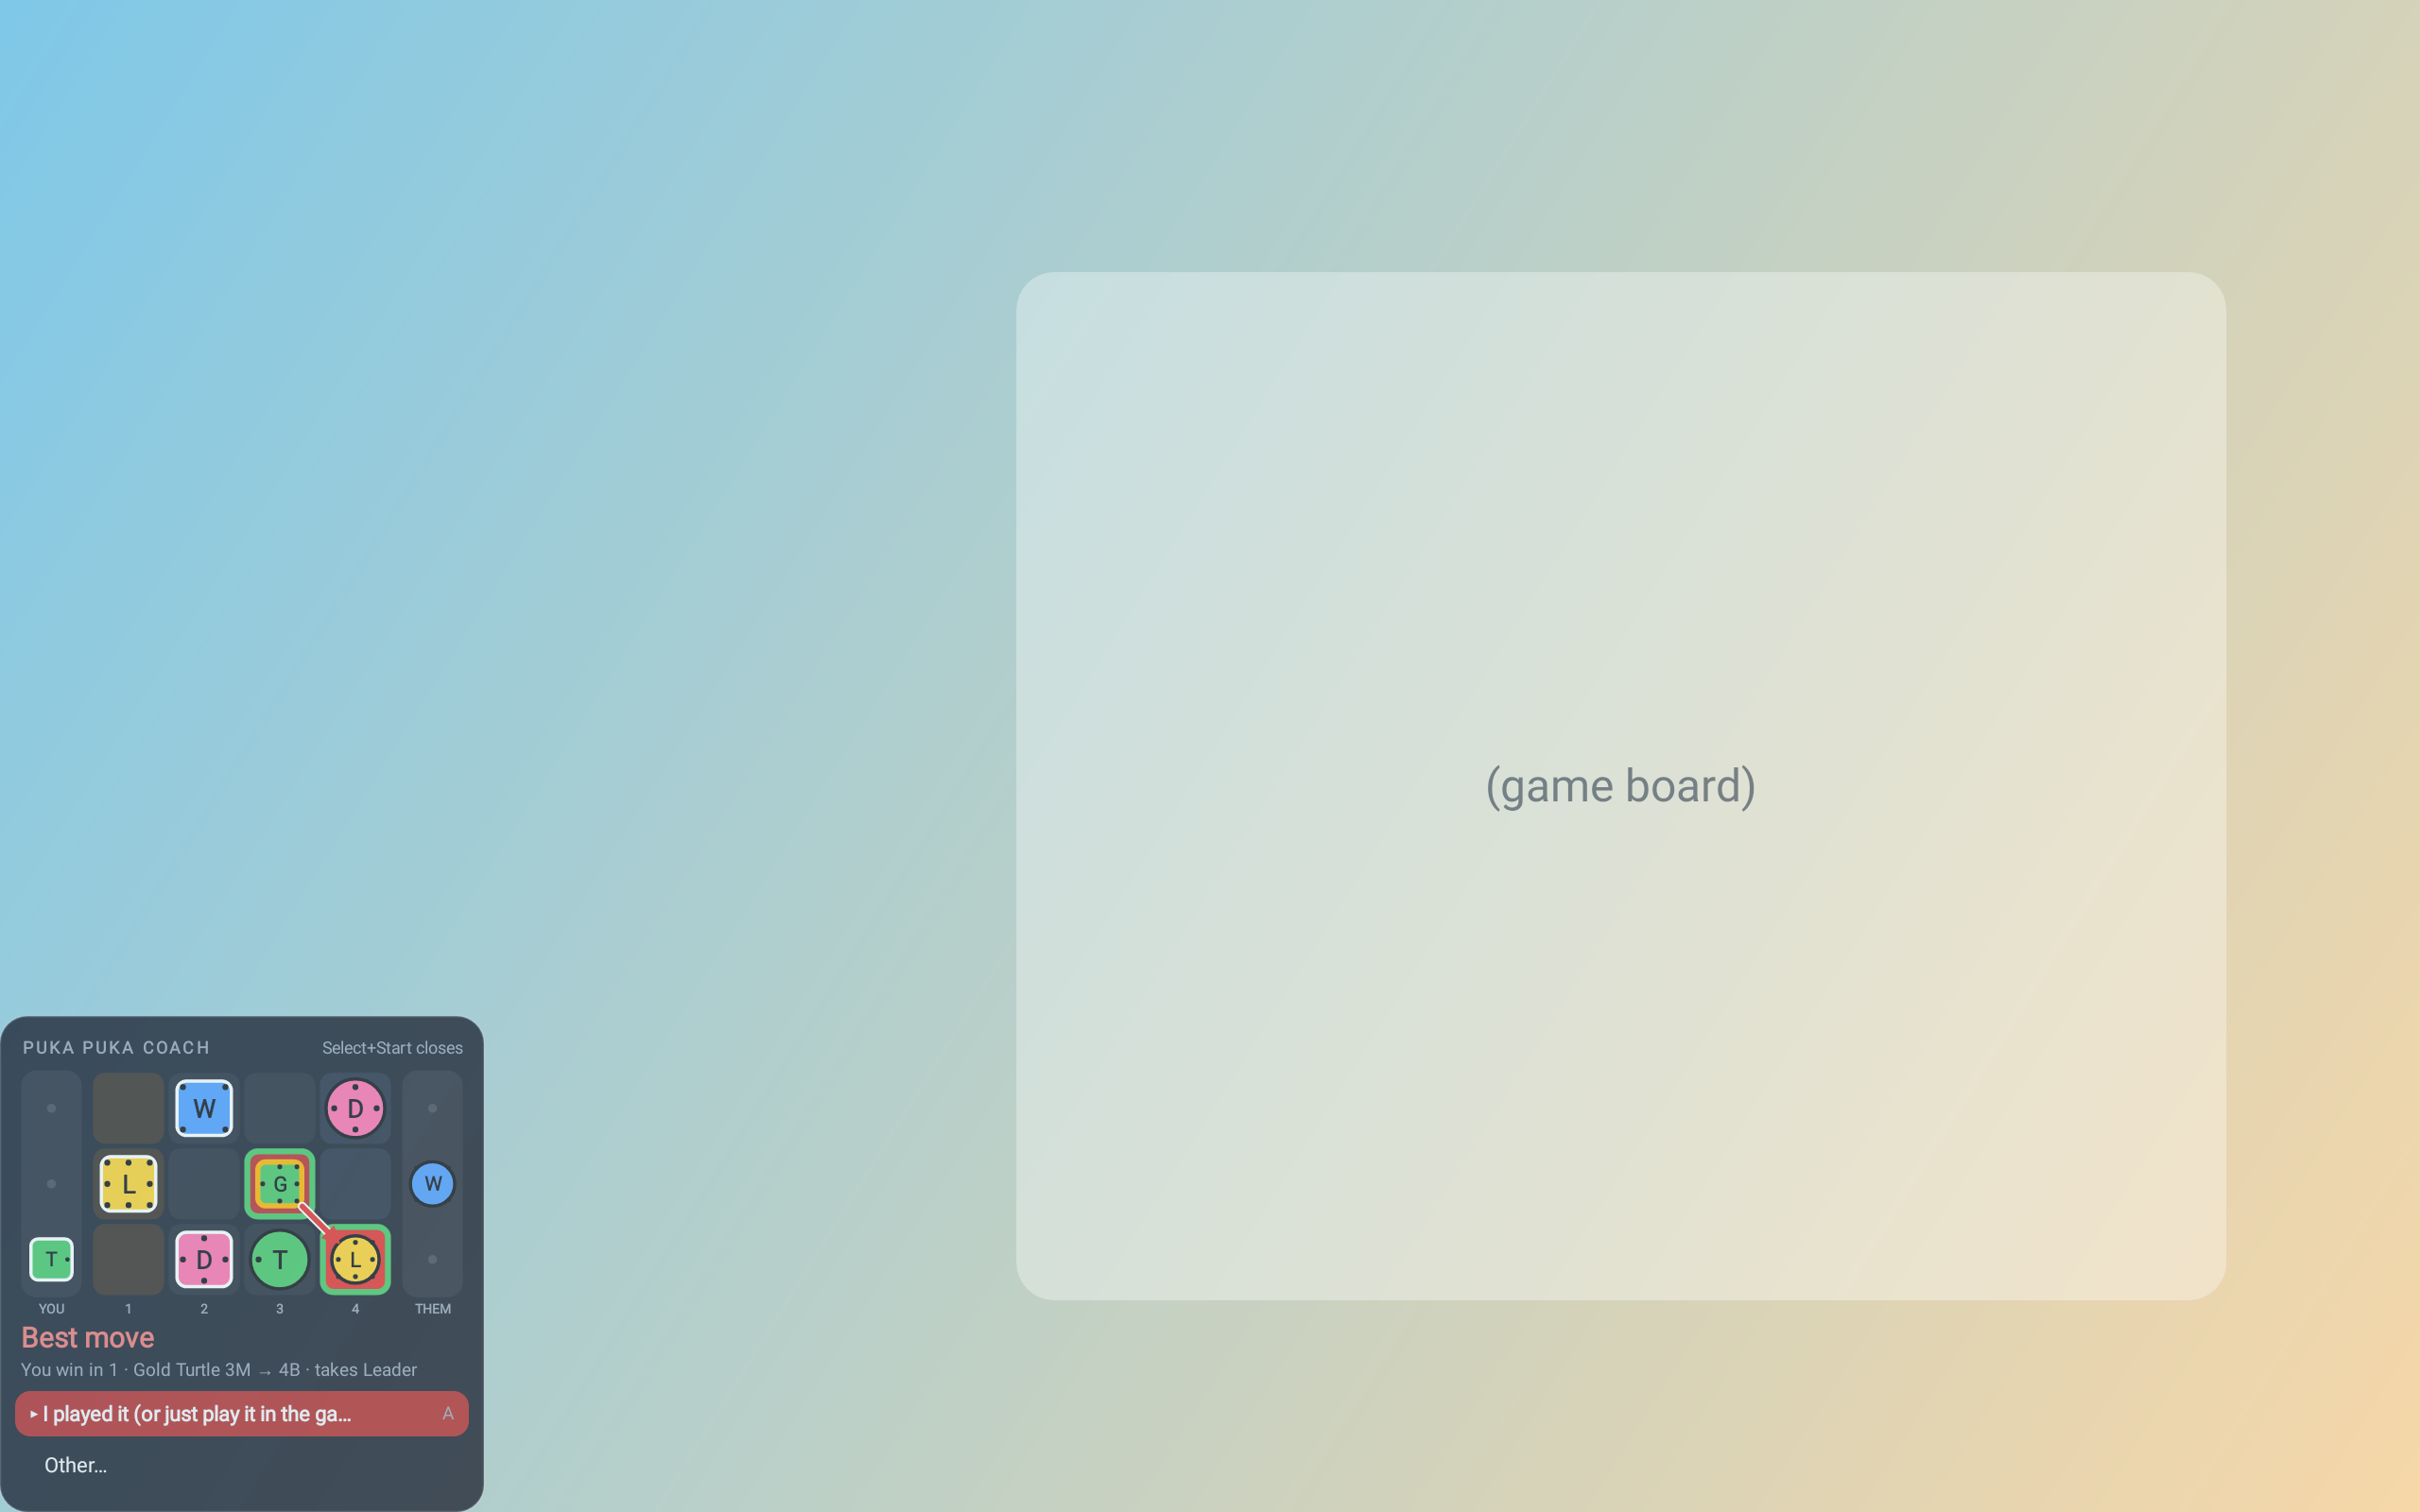 PUKA PUKA COACH Select+Start closes
W D
L G W
T D T L
YOU 1 2 3 4 THEM
Best move
You win in 1 · Gold Turtle 3M → 4B · takes Leader
▸ I played it (or just play it in the ga... A
Other...
(game board)